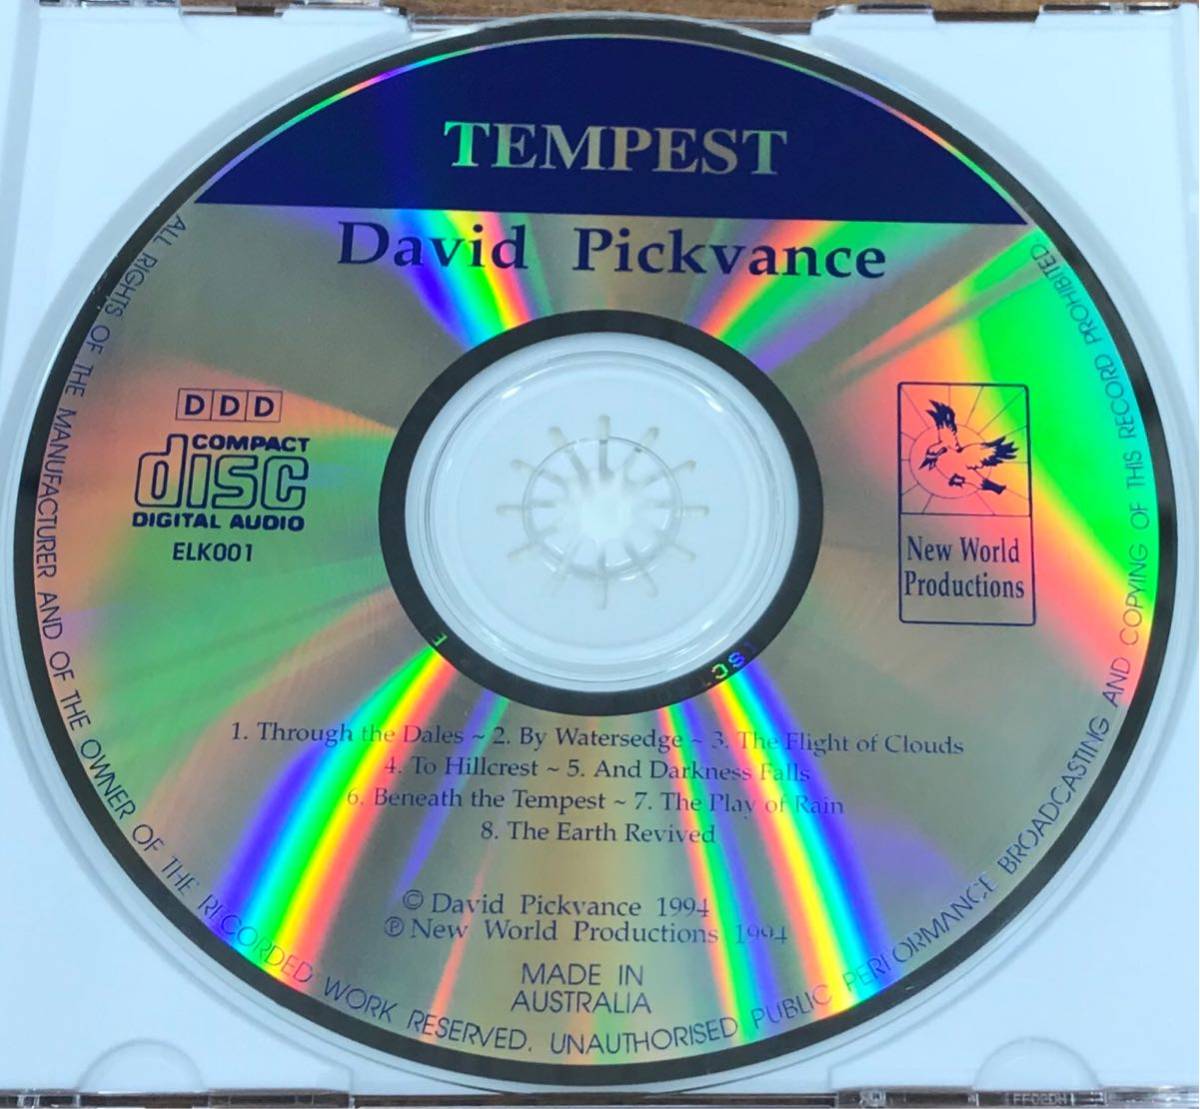 TEMPEST
David Pickvance
DDD
COMPACT
disc
DIGITAL AUDIO
ELK001
New World
Productions
1. Through the Dales ~ 2. By Watersedge ~ 3. The Flight of Clouds
4. To Hillcrest ~ 5. And Darkness Falls
6. Beneath the Tempest ~ 7. The Play of Rain
8. The Earth Revived
© David Pickvance 1994
℗ New World Productions 1994
MADE IN
AUSTRALIA
ALL RIGHTS OF THE MANUFACTURER AND OF THE OWNER OF THE RECORDED WORK RESERVED. UNAUTHORISED PUBLIC PERFORMANCE BROADCASTING AND COPYING OF THIS RECORD PROHIBITED